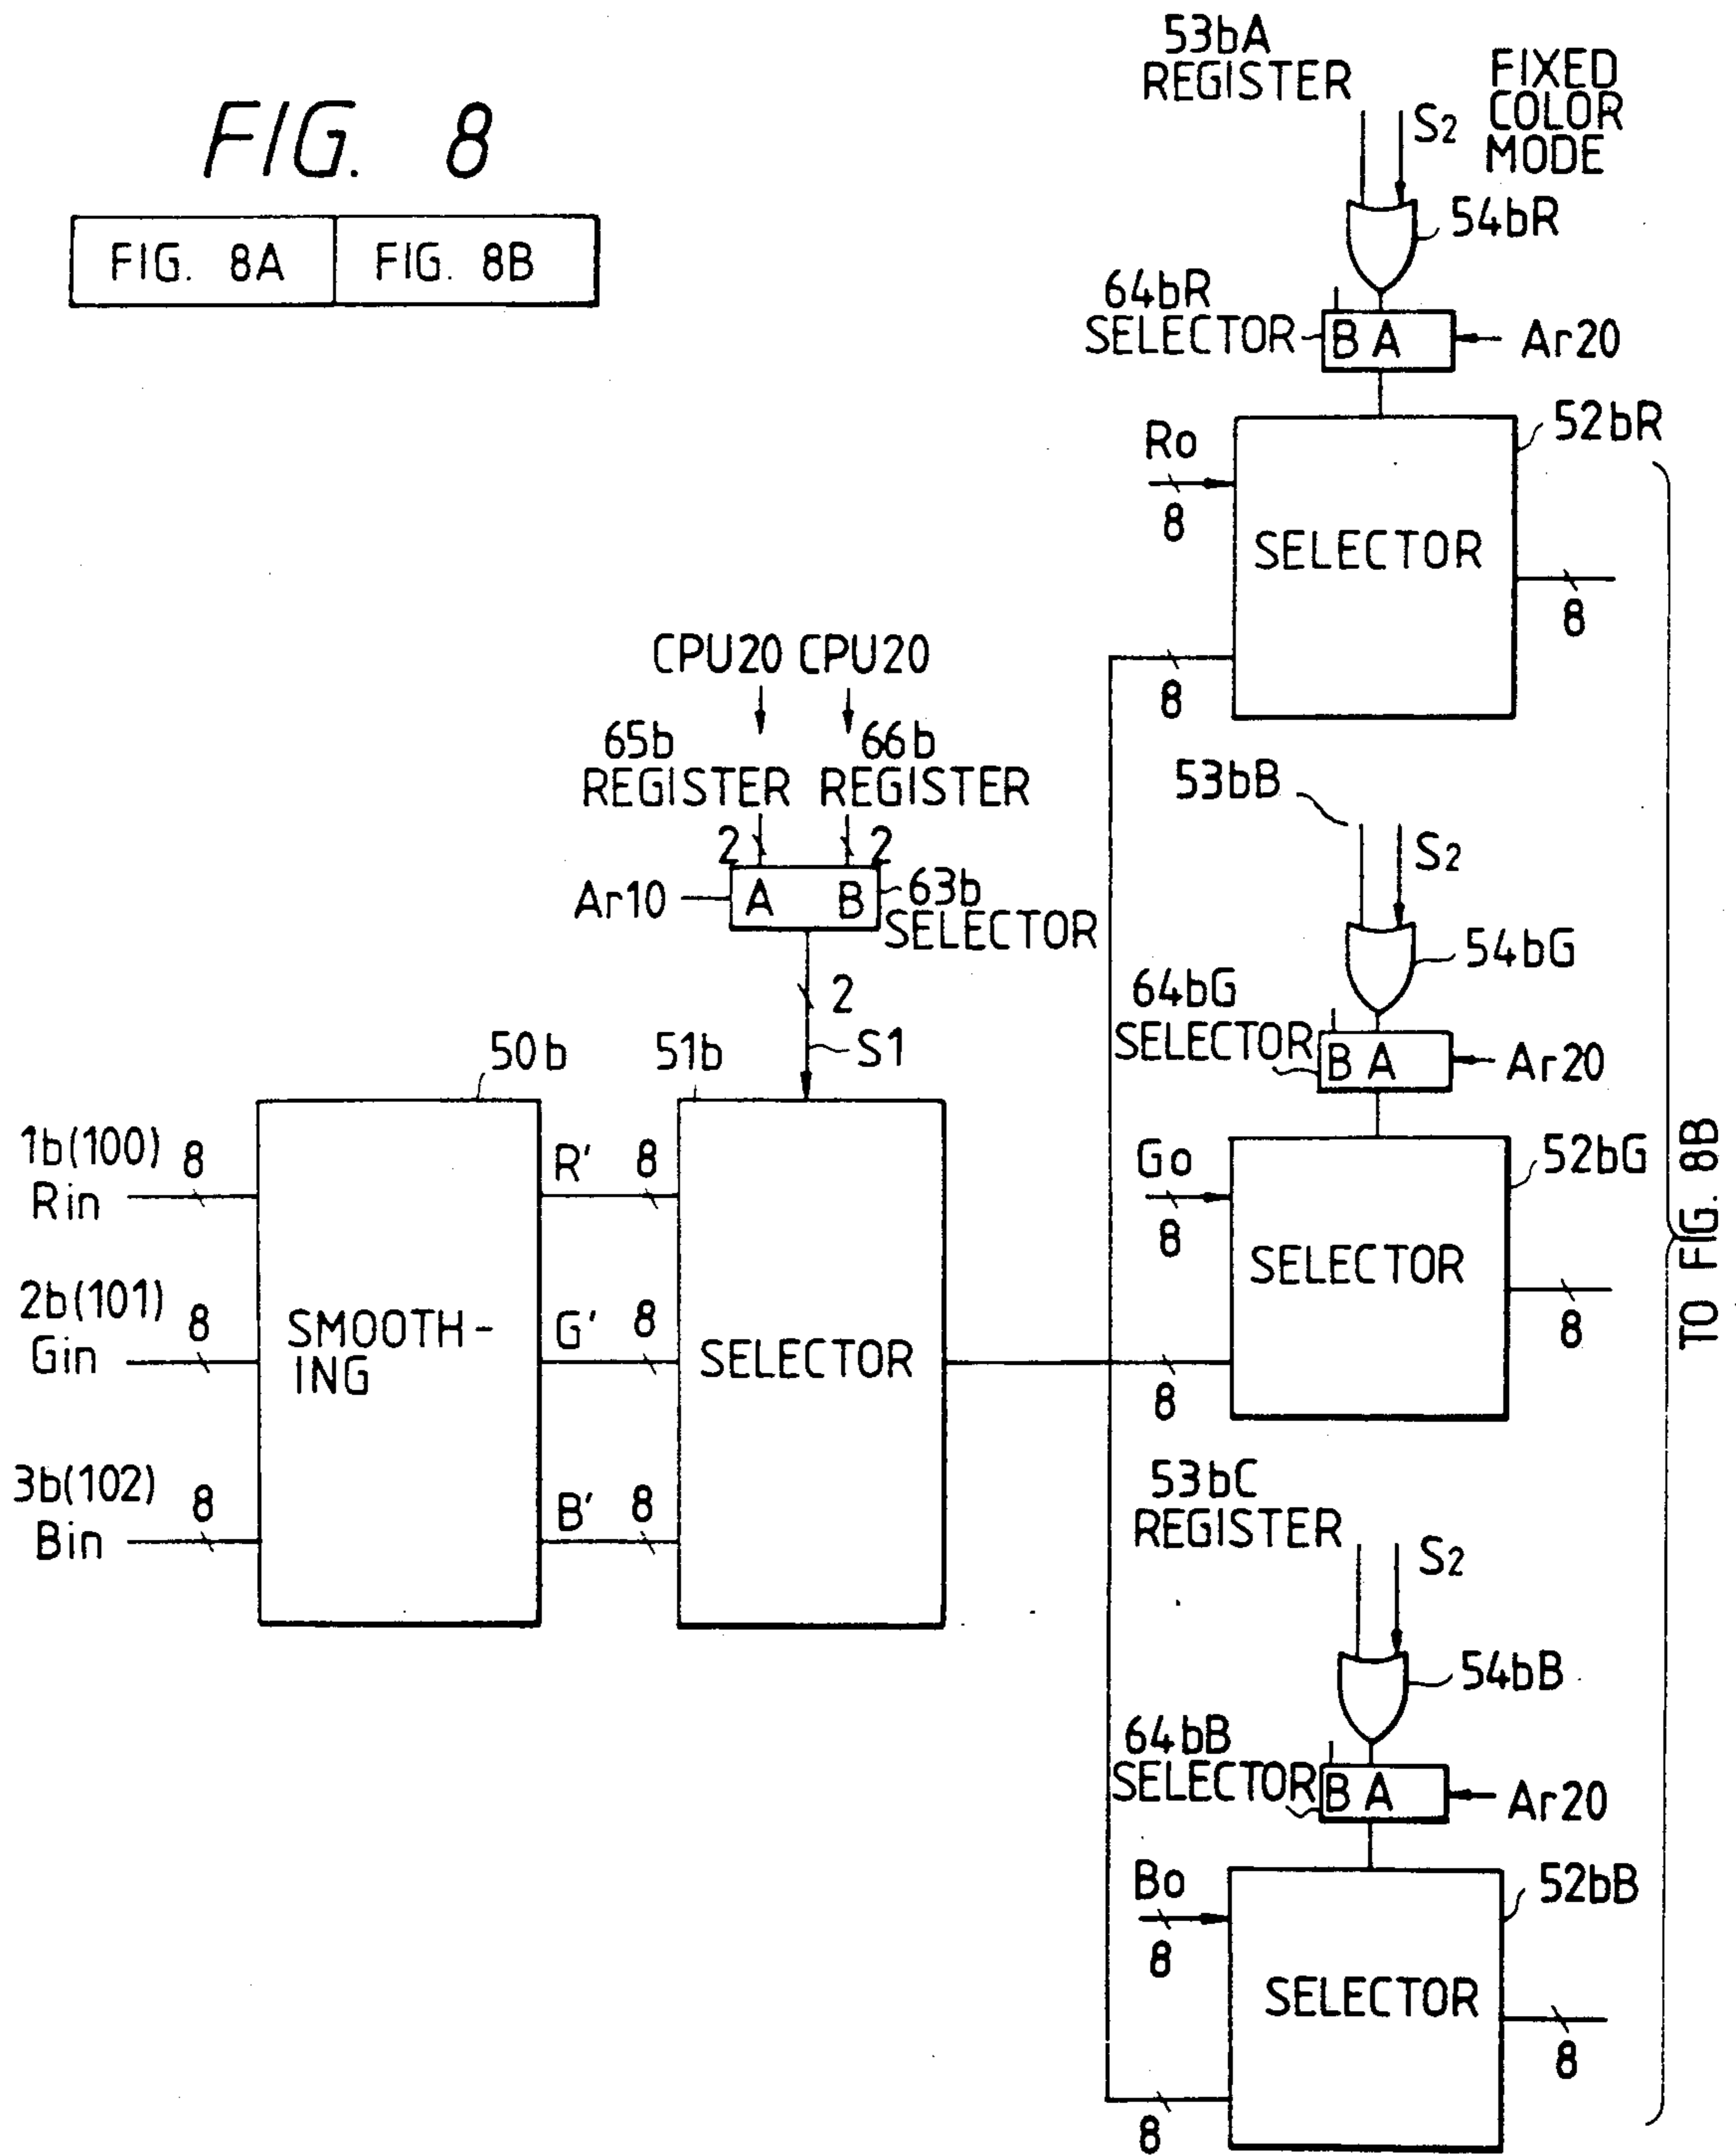 FIG. 8
FIG. 8A FIG. 8B
53bA
REGISTER
S2
FIXED
COLOR
MODE
54bR
64bR
SELECTOR
B A
Ar20
52bR
Ro
8
SELECTOR
8
8
CPU20 CPU20
65b
REGISTER
66b
REGISTER
2 2
Ar10
A B
63b
SELECTOR
2
S1
53bB
S2
54bG
64bG
SELECTOR
B A
Ar20
52bG
Go
8
SELECTOR
8
8
50b
51b
1b(100)
Rin
8
R'
8
2b(101)
Gin
8
SMOOTH-
ING
G'
8
SELECTOR
3b(102)
Bin
8
B'
8
53bC
REGISTER
S2
54bB
64bB
SELECTOR
B A
Ar20
52bB
Bo
8
SELECTOR
8
8
TO FIG. 8B